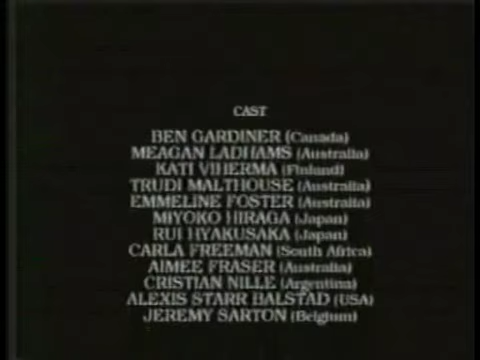 CAST
BEN GARDINER (Canada)
MEAGAN LADHAMS (Australia)
KATI VIHERMA (Finland)
TRUDI MALTHOUSE (Australia)
EMMELINE FOSTER (Australia)
MIYOKO HIRAGA (Japan)
RUI HYAKUSAKA (Japan)
CARLA FREEMAN (South Africa)
AIMEE FRASER (Australia)
CRISTIAN NILLE (Argentina)
ALEXIS STARR BALSTAD (USA)
JEREMY SARTON (Belgium)